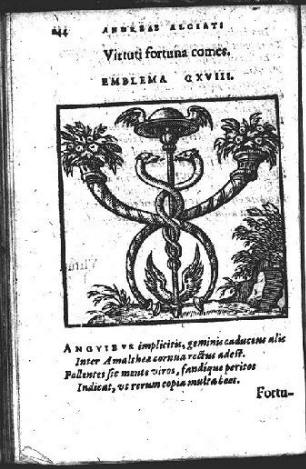 244 ANDREAE ALCIATI
Virtuti fortuna comes.
EMBLEMA CXVIII.
ANGVIBVS implicitis, geminis caduceus alis
Inter Amaltheæ cornua rectus adest.
Pollentes sic mente viros, fandique peritos
Indicat, vt rerum copia multa beet.
Fortu-